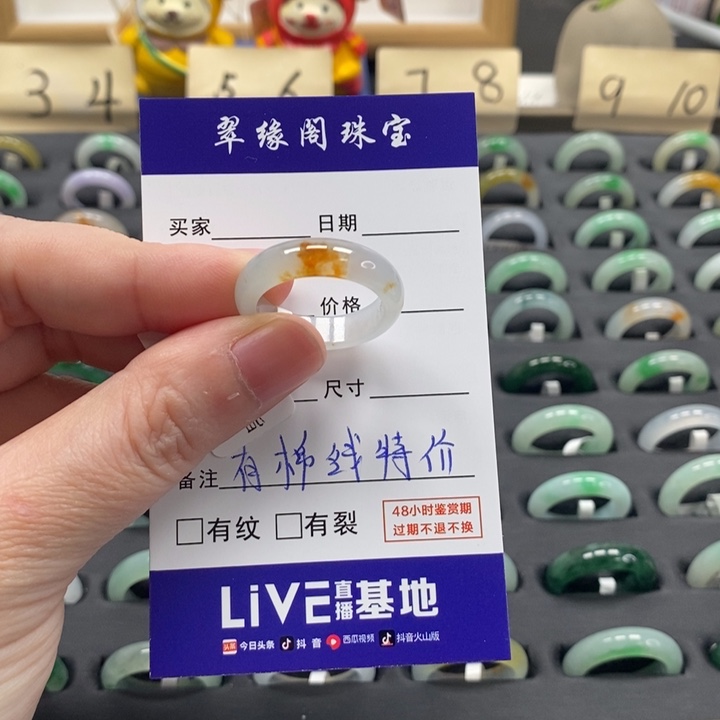 3 4 5 6 7 8 9 10
翠缘阁珠宝
买家 日期
价格
尺寸
备注 有棉线特价
□有纹 □有裂
48小时鉴赏期
过期不退不换
LiVE直播基地
头条 今日头条 抖音 西瓜视频 抖音火山版